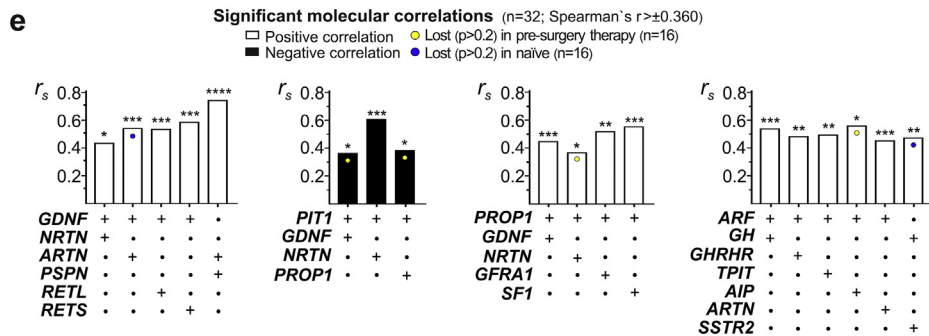 e
Significant molecular correlations (n=32; Spearman`s r>±0.360)
Positive correlation Lost (p>0.2) in pre-surgery therapy (n=16)
Negative correlation Lost (p>0.2) in naïve (n=16)
rs 0.8 0.6 0.4 0.2
* *** *** *** ****
GDNF + + + + •
NRTN + • • • •
ARTN • + • • +
PSPN • • • • +
RETL • • + • •
RETS • • • + •
rs 0.8 0.6 0.4 0.2
* *** *
PIT1 + + +
GDNF + • •
NRTN • + •
PROP1 • • +
rs 0.8 0.6 0.4 0.2
*** * ** ***
PROP1 + + + +
GDNF + • • •
NRTN • + • •
GFRA1 • • + •
SF1 • • • +
rs 0.8 0.6 0.4 0.2
*** ** ** * *** **
ARF + + + + + •
GH + • • • • +
GHRHR • + • • • •
TPIT • • + • • •
AIP • • • + • •
ARTN • • • • + •
SSTR2 • • • • • +